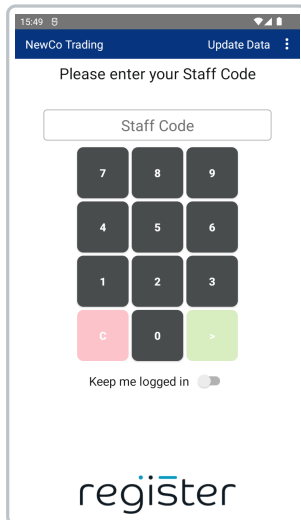 15:49
NewCo Trading Update Data
Please enter your Staff Code
Staff Code
7 8 9
4 5 6
1 2 3
C 0 >
Keep me logged in
register